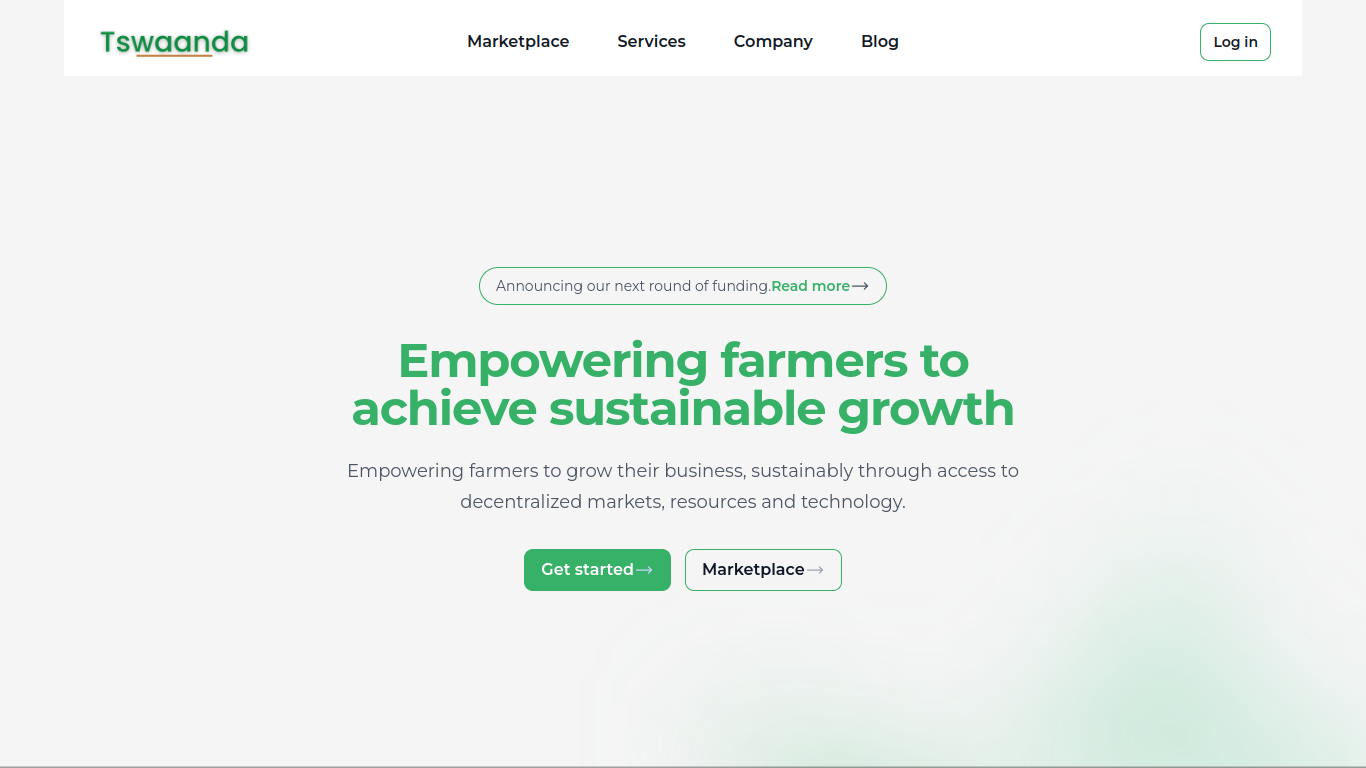 Tswaanda
Marketplace
Services
Company
Blog
Log in
Announcing our next round of funding.Read more
Empowering farmers to
achieve sustainable growth
Empowering farmers to grow their business, sustainably through access to
decentralized markets, resources and technology.
Get started
Marketplace